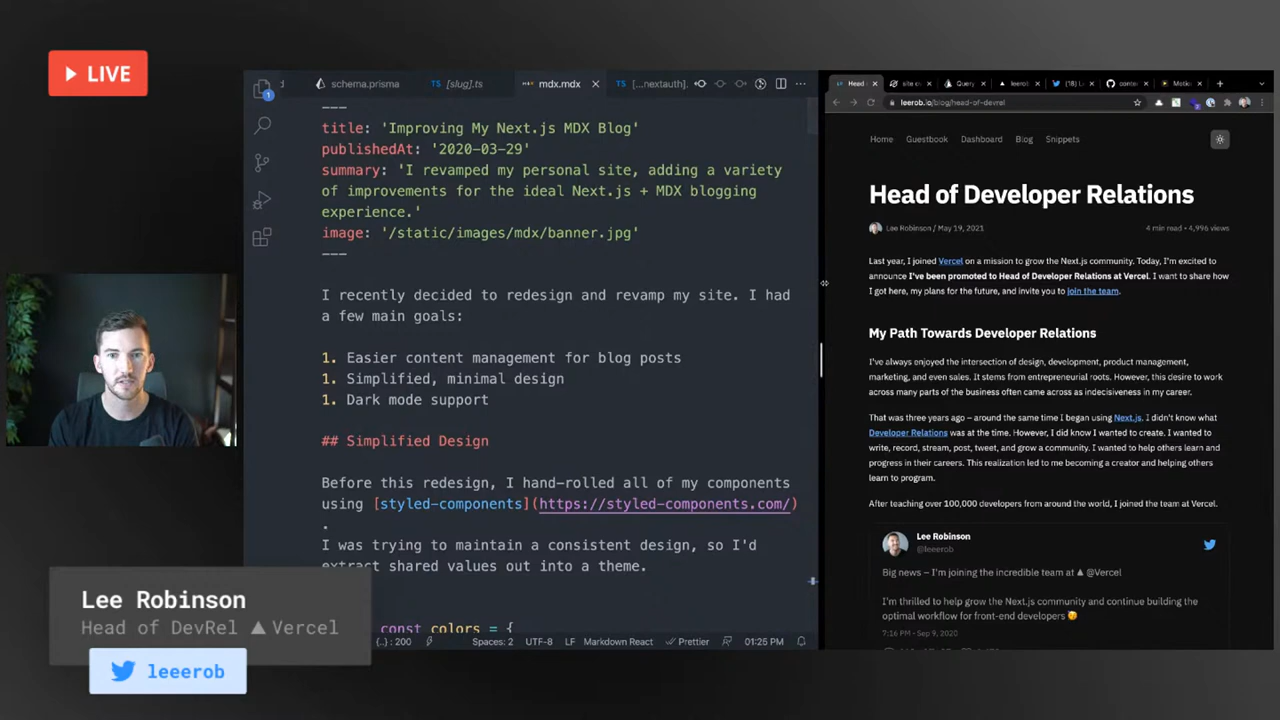 LIVE
schema.prisma
[slug].ts
mdx.mdx
[...nextauth]
---
title: 'Improving My Next.js MDX Blog'
publishedAt: '2020-03-29'
summary: 'I revamped my personal site, adding a variety
of improvements for the ideal Next.js + MDX blogging
experience.'
image: '/static/images/mdx/banner.jpg'
---
I recently decided to redesign and revamp my site. I had
a few main goals:
1. Easier content management for blog posts
1. Simplified, minimal design
1. Dark mode support
## Simplified Design
Before this redesign, I hand-rolled all of my components
using [styled-components](https://styled-components.com/)
.
I was trying to maintain a consistent design, so I'd
extract shared values out into a theme.
const colors = {
{..}: 200
Spaces: 2
UTF-8
LF
Markdown React
Prettier
01:25 PM
Head
site
Query
leerob
(18) L
Motion
leerob.io/blog/head-of-devrel
Home
Guestbook
Dashboard
Blog
Snippets
Head of Developer Relations
Lee Robinson / May 19, 2021
4 min read • 4,996 views
Last year, I joined Vercel on a mission to grow the Next.js community. Today, I'm excited to
announce I've been promoted to Head of Developer Relations at Vercel. I want to share how
I got here, my plans for the future, and invite you to join the team.
My Path Towards Developer Relations
I've always enjoyed the intersection of design, development, product management,
marketing, and even sales. It stems from entrepreneurial roots. However, this desire to work
across many parts of the business often came across as indecisiveness in my career.
That was three years ago – around the same time I began using Next.js. I didn't know what
Developer Relations was at the time. However, I did know I wanted to create. I wanted to
write, record, stream, post, tweet, and grow a community. I wanted to help others learn and
progress in their careers. This realization led to me becoming a creator and helping others
learn to program.
After teaching over 100,000 developers from around the world, I joined the team at Vercel.
Lee Robinson
@leeerob
Big news – I'm joining the incredible team at ▲ @Vercel
I'm thrilled to help grow the Next.js community and continue building the
optimal workflow for front-end developers
7:16 PM - Sep 9, 2020
Lee Robinson
Head of DevRel ▲ Vercel
leeerob